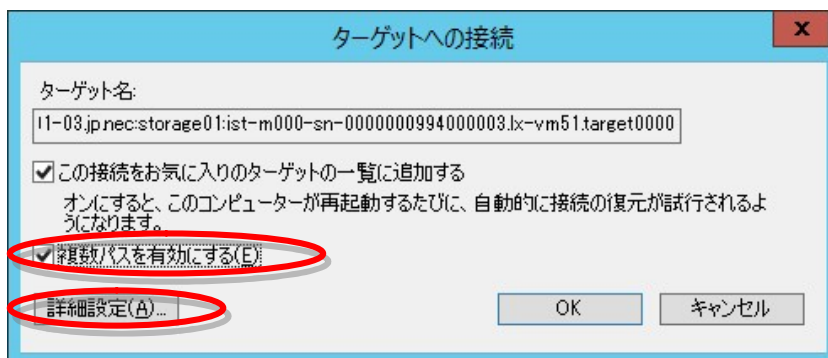 ターゲットへの接続
x
ターゲット名:
l1-03.jp.nec:storage01:ist-m000-sn-0000000994000003.lx-vm51.target0000
この接続をお気に入りのターゲットの一覧に追加する
オンにすると、このコンピューターが再起動するたびに、自動的に接続の復元が試行されるよ
うになります。
複数パスを有効にする(E)
詳細設定(A)...
OK
キャンセル